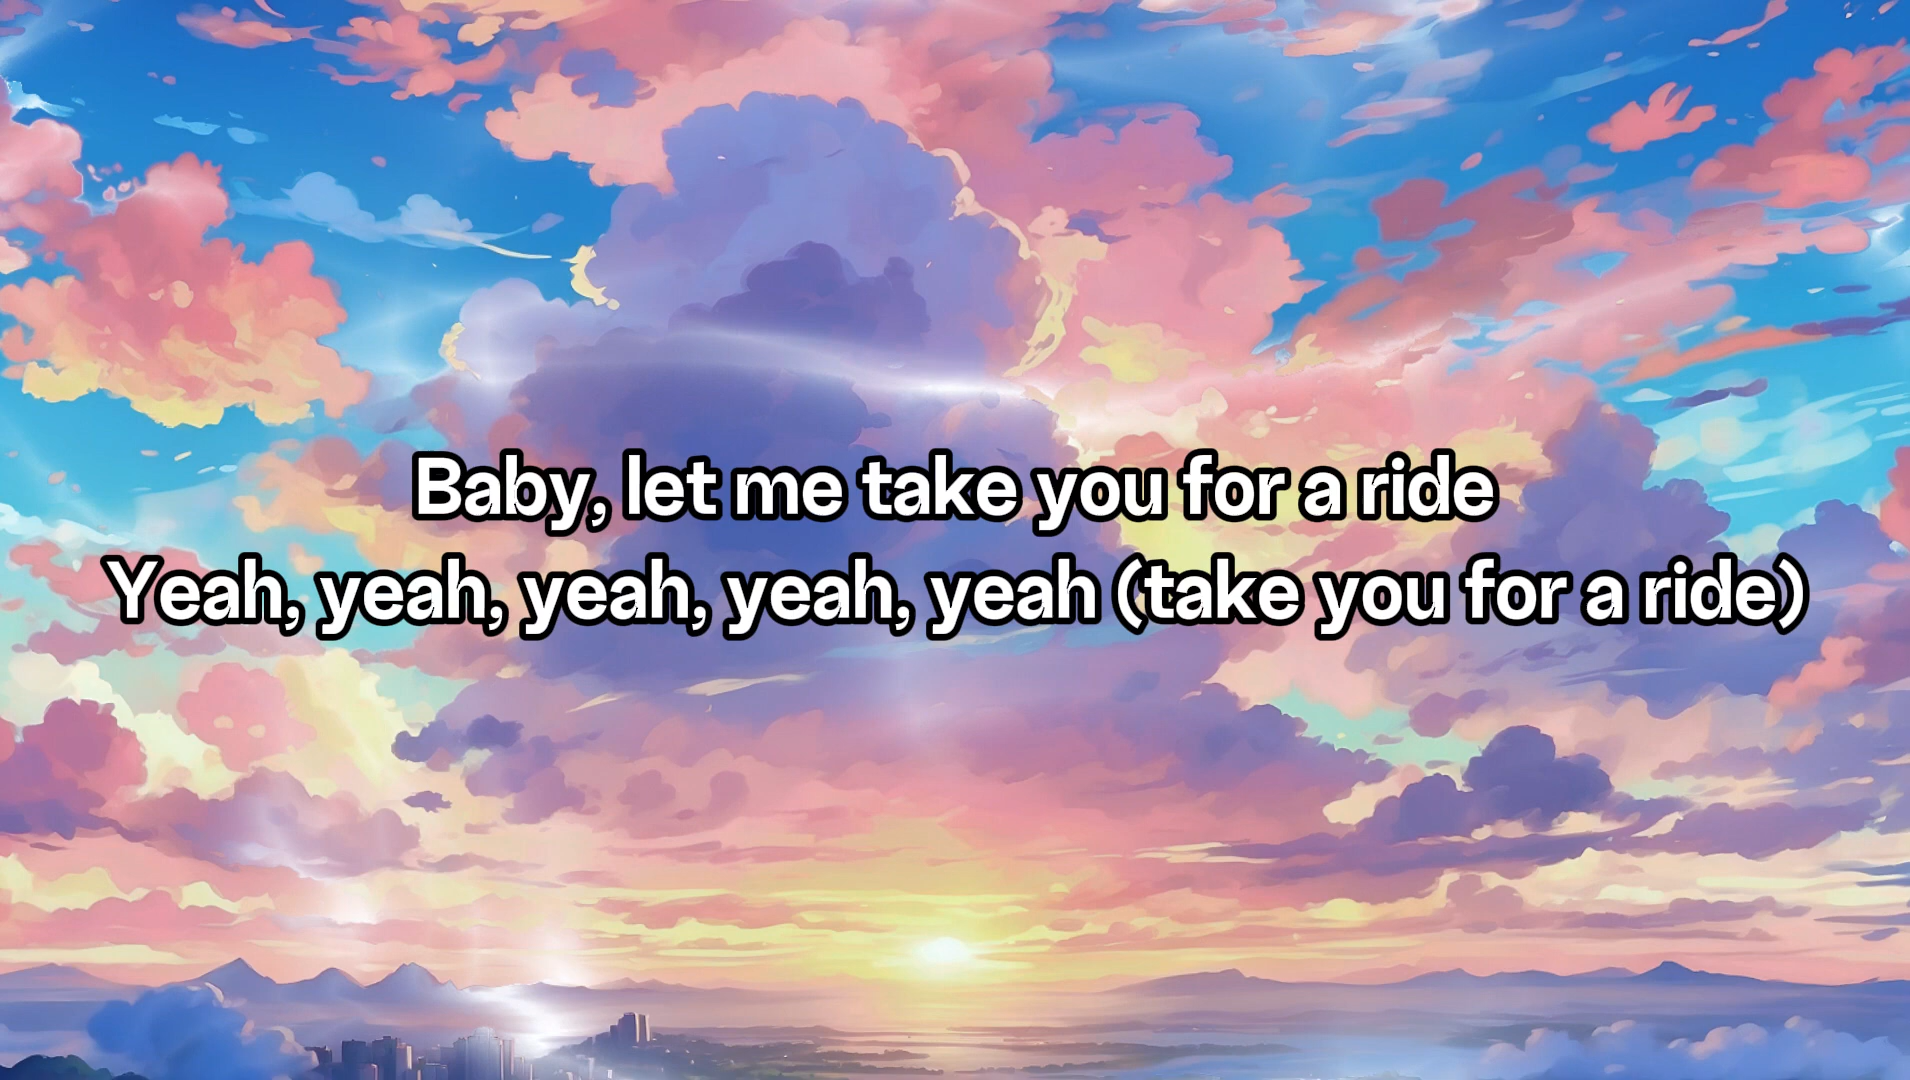 Baby, let me take you for a ride
Yeah, yeah, yeah, yeah, yeah (take you for a ride)